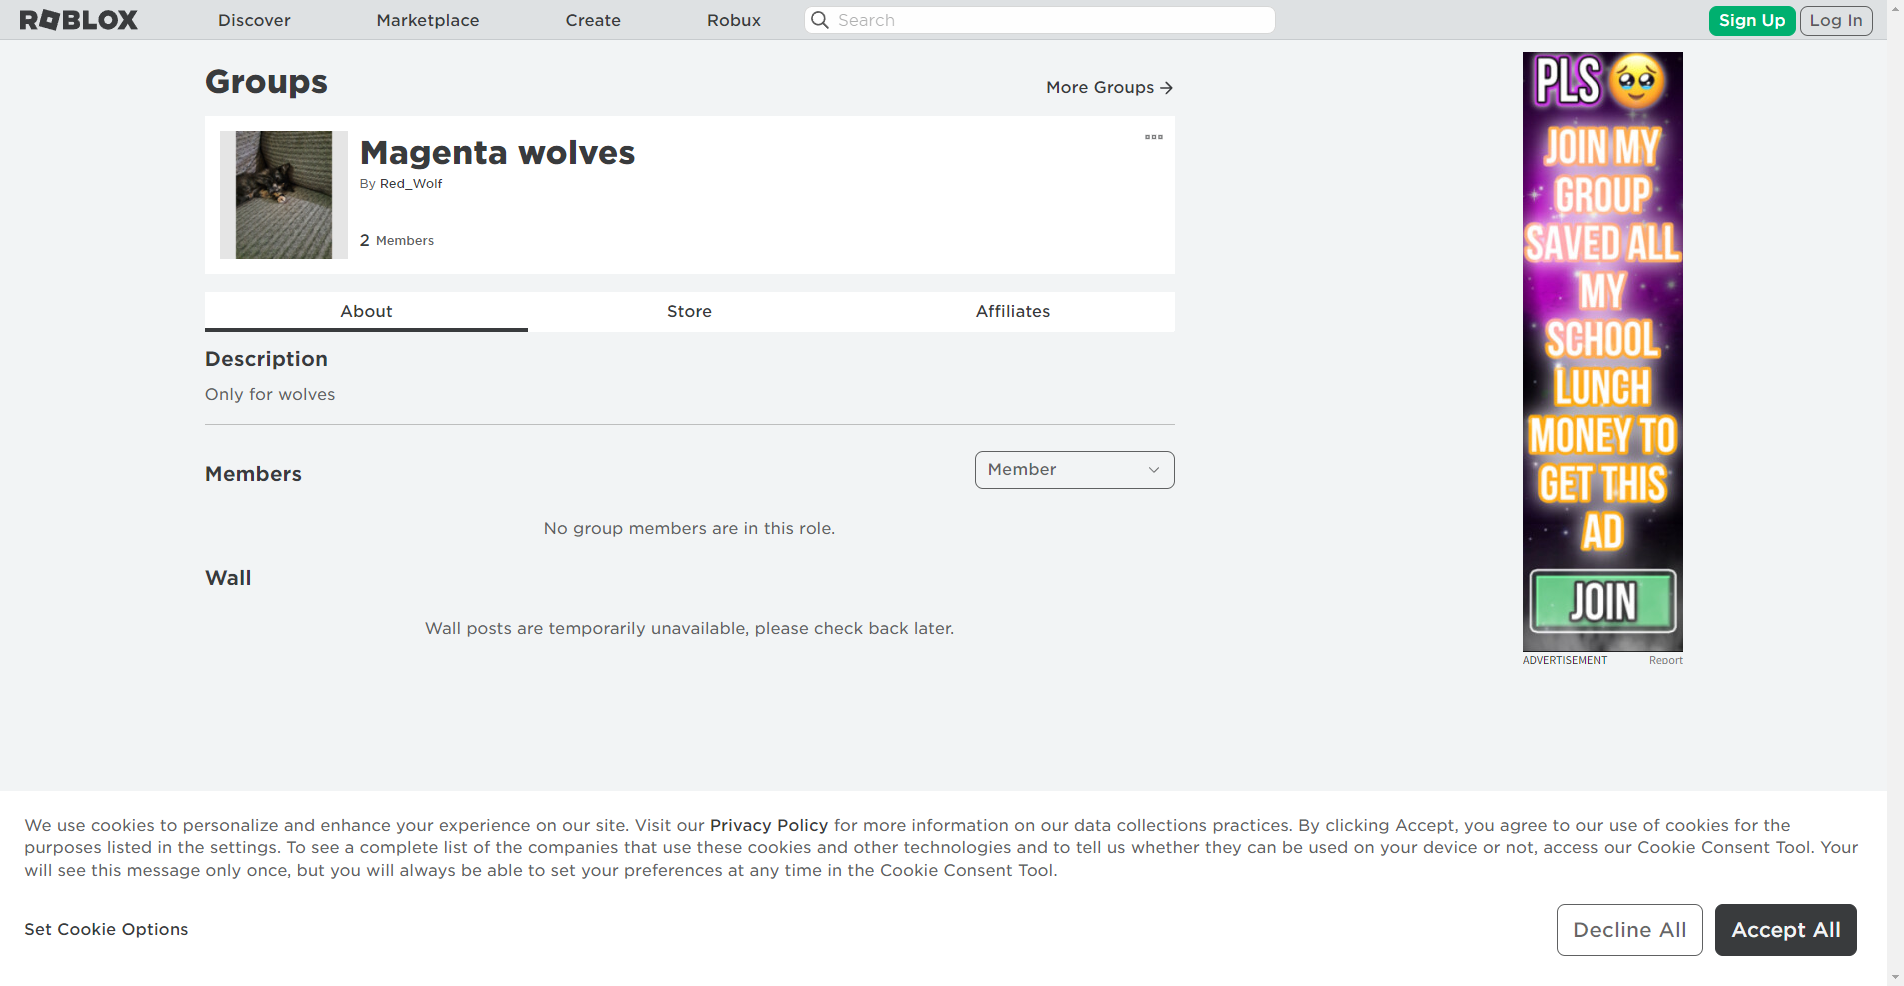 ROBLOX
Discover
Marketplace
Create
Robux
Search
Sign Up
Log In
Groups
More Groups
Magenta wolves
By Red_Wolf
2 Members
About
Store
Affiliates
Description
Only for wolves
Members
Member
No group members are in this role.
Wall
Wall posts are temporarily unavailable, please check back later.
PLS
JOIN MY
GROUP
SAVED ALL
MY
SCHOOL
LUNCH
MONEY TO
GET THIS
AD
JOIN
ADVERTISEMENT
Report
We use cookies to personalize and enhance your experience on our site. Visit our Privacy Policy for more information on our data collections practices. By clicking Accept, you agree to our use of cookies for the
purposes listed in the settings. To see a complete list of the companies that use these cookies and other technologies and to tell us whether they can be used on your device or not, access our Cookie Consent Tool. Your
will see this message only once, but you will always be able to set your preferences at any time in the Cookie Consent Tool.
Set Cookie Options
Decline All
Accept All